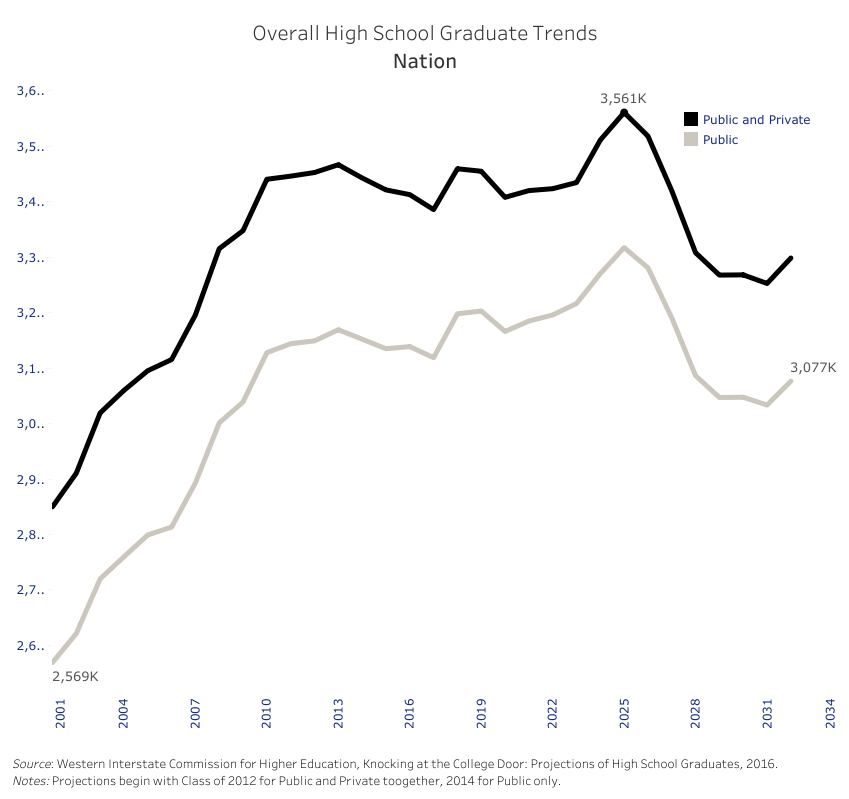 Overall High School Graduate Trends
Nation
3,6..
3,561K
Public and Private
Public
3,5..
3,4..
3,3..
3,2..
3,1..
3,077K
3,0..
2,9..
2,8..
2,7..
2,6..
2,569K
2001
2004
2007
2010
2013
2016
2019
2022
2025
2028
2031
2034
Source: Western Interstate Commission for Higher Education, Knocking at the College Door: Projections of High School Graduates, 2016.
Notes: Projections begin with Class of 2012 for Public and Private toogether, 2014 for Public only.